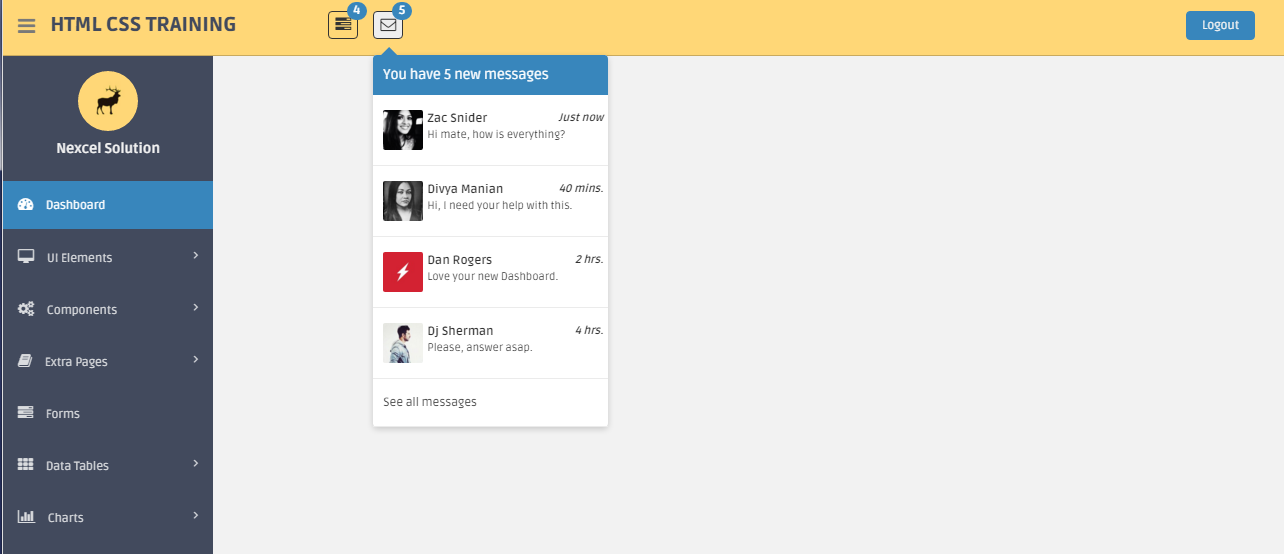 HTML CSS TRAINING
4
5
Logout
Nexcel Solution
Dashboard
UI Elements
Components
Extra Pages
Forms
Data Tables
Charts
You have 5 new messages
Zac Snider Just now
Hi mate, how is everything?
Divya Manian 40 mins.
Hi, I need your help with this.
Dan Rogers 2 hrs.
Love your new Dashboard.
Dj Sherman 4 hrs.
Please, answer asap.
See all messages